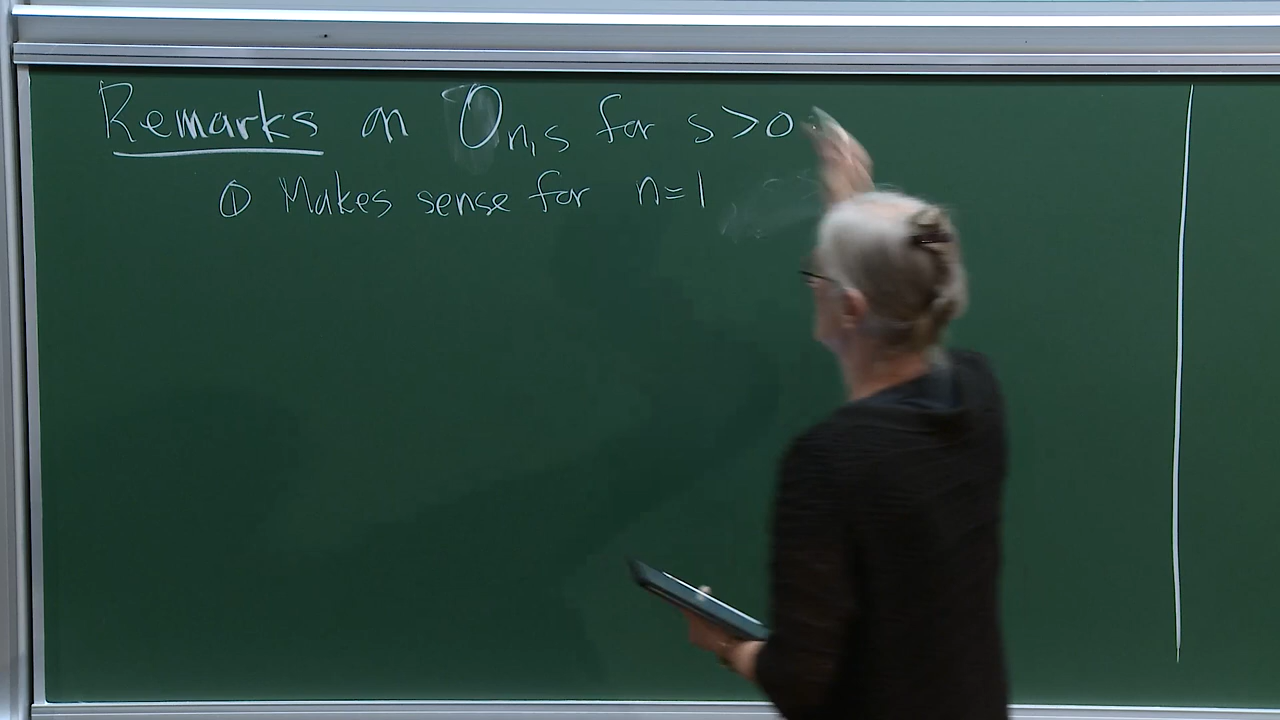 Remarks on O_{n,s} for s>0
① Makes sense for n=1